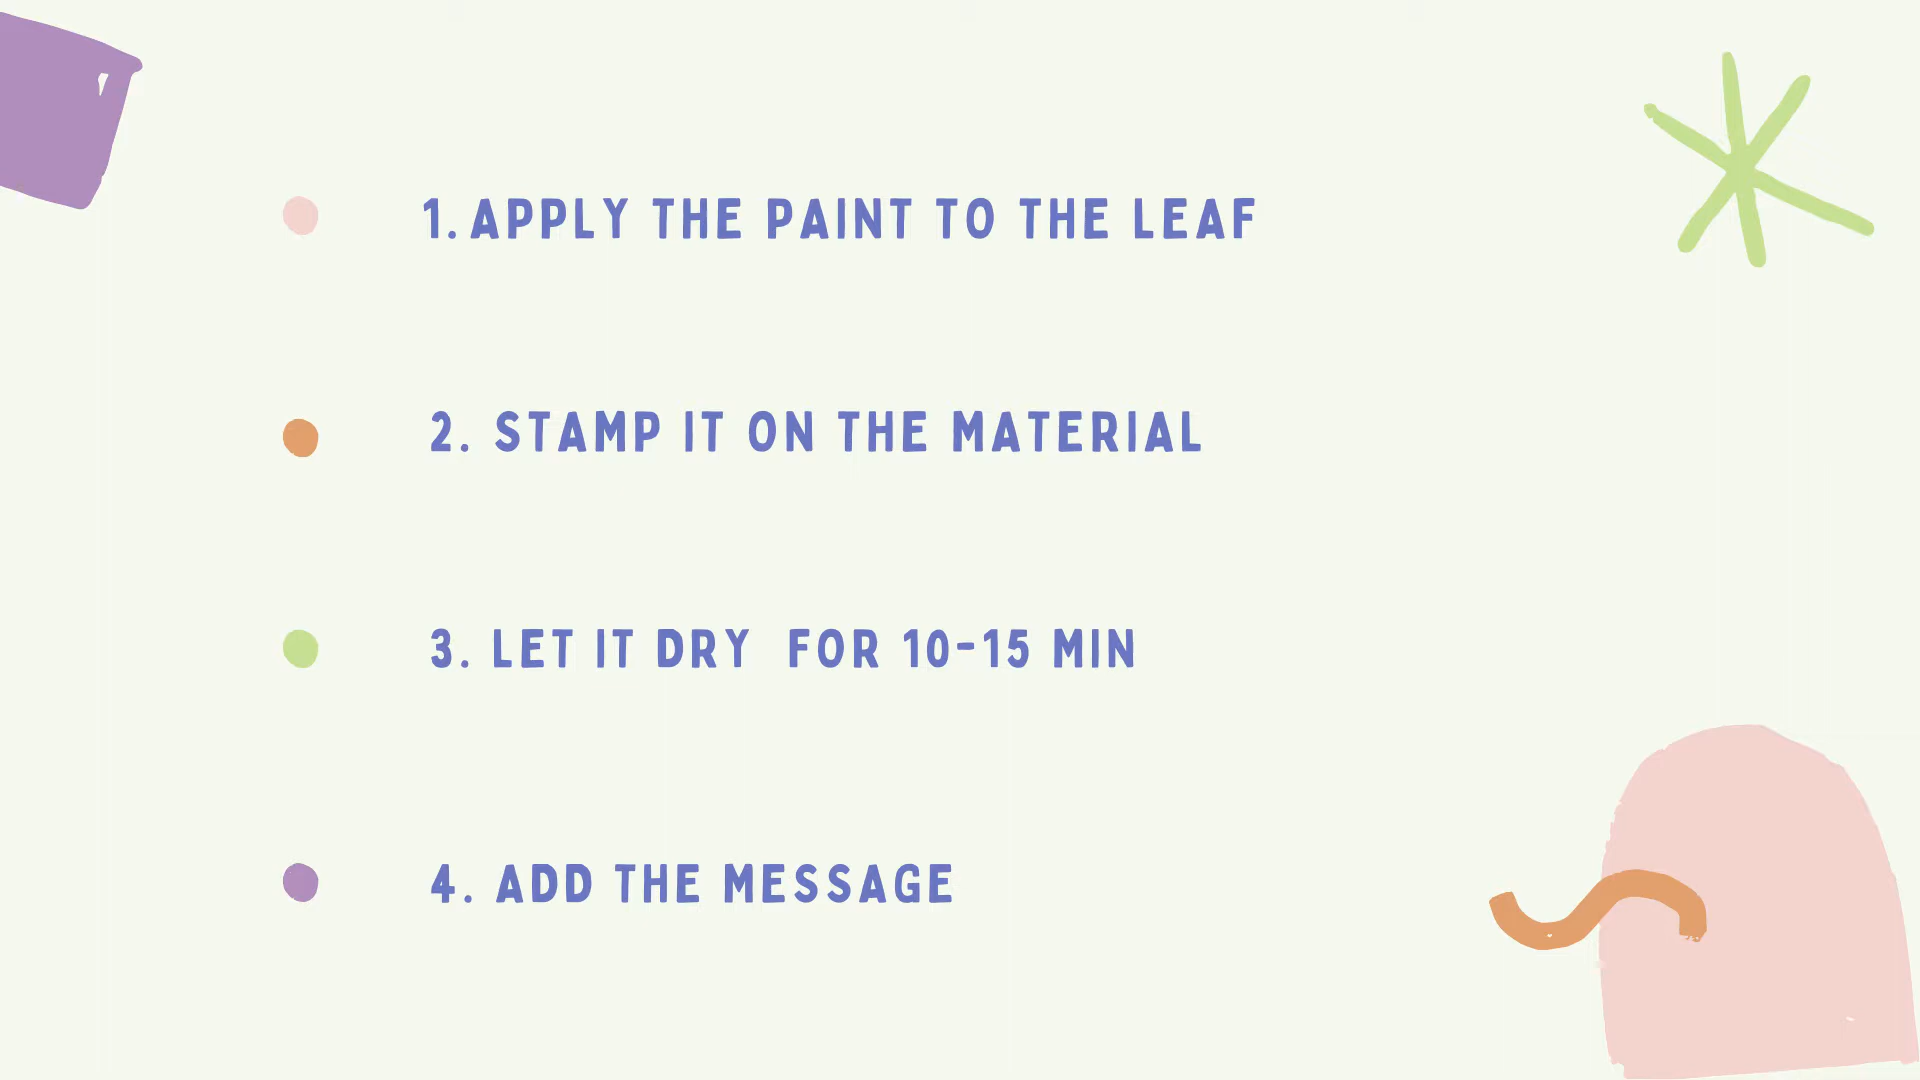 1. APPLY THE PAINT TO THE LEAF
2. STAMP IT ON THE MATERIAL
3. LET IT DRY  FOR 10-15 MIN
4. ADD THE MESSAGE